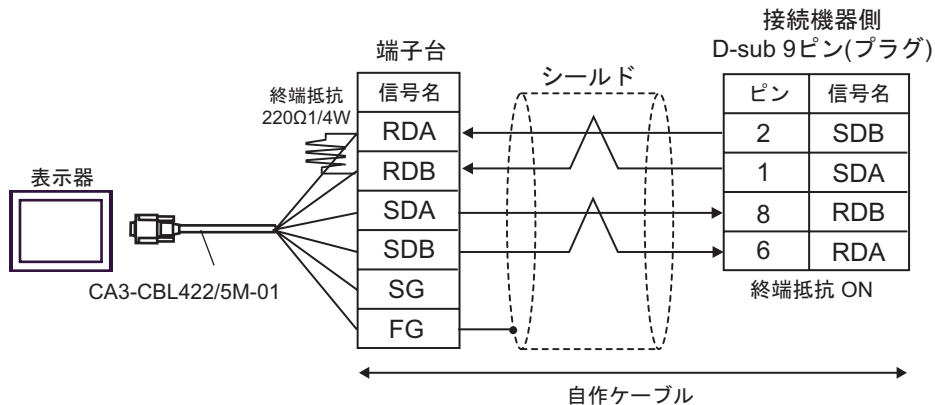 接続機器側
D-sub 9ピン(プラグ)
端子台
シールド
終端抵抗
220Ω1/4W
信号名
RDA
RDB
SDA
SDB
SG
FG
ピン 信号名
2 SDB
1 SDA
8 RDB
6 RDA
終端抵抗 ON
表示器
CA3-CBL422/5M-01
自作ケーブル